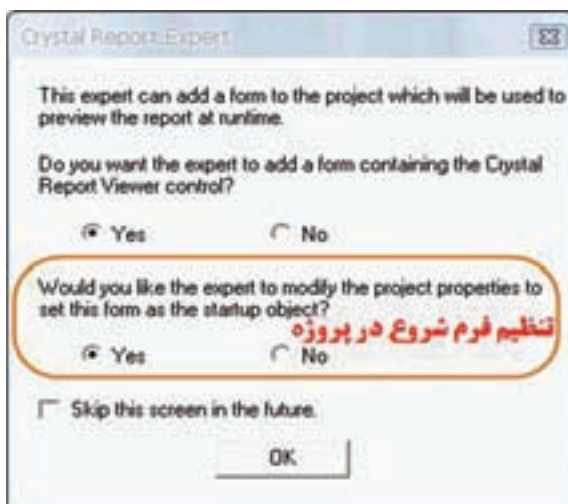 Crystal Report Expert
This expert can add a form to the project which will be used to
preview the report at runtime.
Do you want the expert to add a form containing the Crystal
Report Viewer control?
Yes No
Would you like the expert to modify the project properties to
set this form as the startup object?
تنظیم فرم شروع در پروژه
Yes No
Skip this screen in the future.
OK